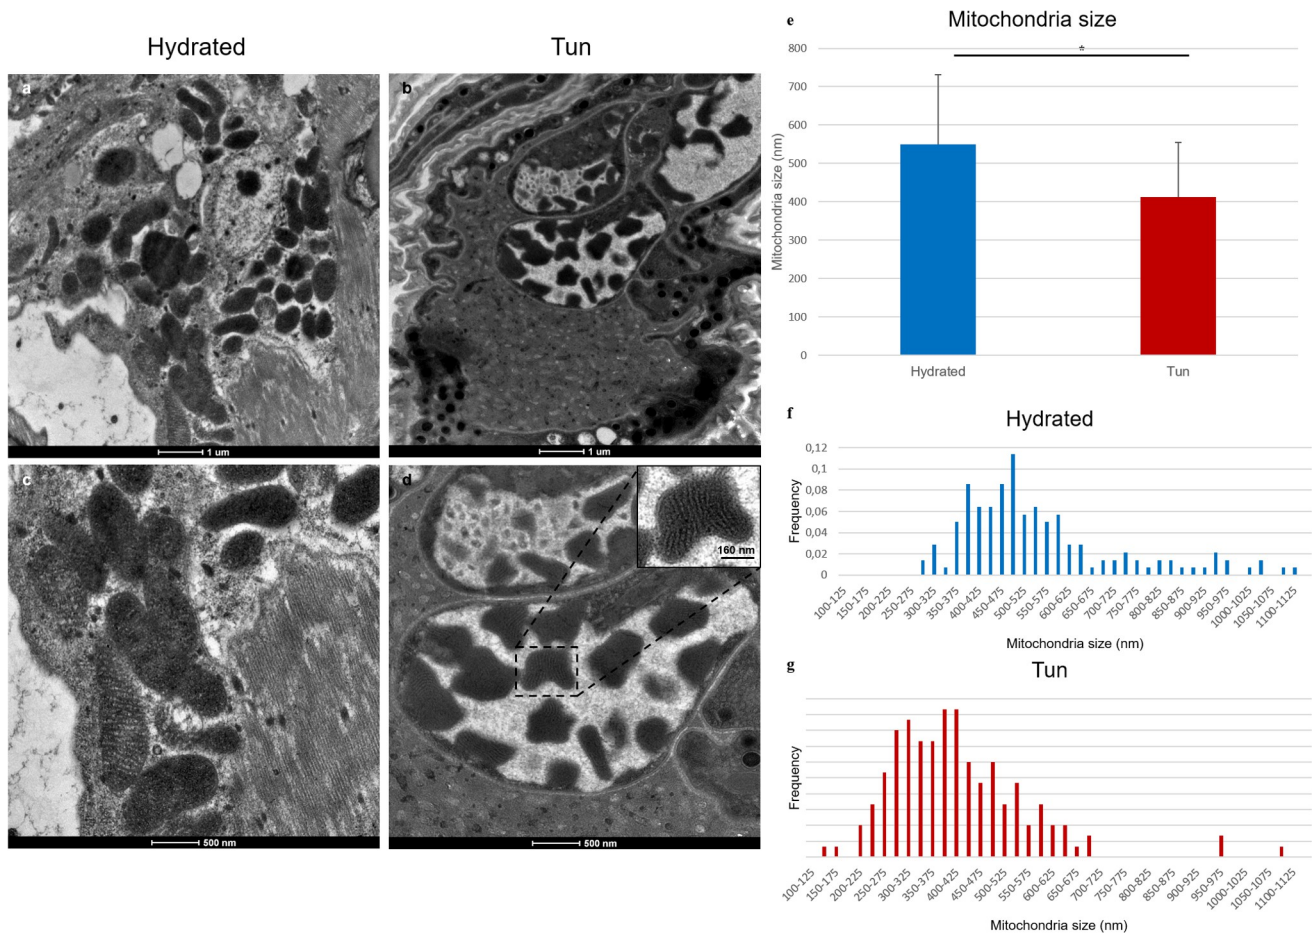 Hydrated
Tun
a
1 um
b
1 um
c
500 nm
d
160 nm
500 nm
e
Mitochondria size
*
Mitochondria size (nm)
800
700
600
500
400
300
200
100
0
Hydrated
Tun
f
Hydrated
Frequency
0,12
0,1
0,08
0,06
0,04
0,02
0
100-125
150-175
200-225
250-275
300-325
350-375
400-425
450-475
500-525
550-575
600-625
650-675
700-725
750-775
800-825
850-875
900-925
950-975
1000-1025
1050-1075
1100-1125
Mitochondria size (nm)
g
Tun
Frequency
100-125
150-175
200-225
250-275
300-325
350-375
400-425
450-475
500-525
550-575
600-625
650-675
700-725
750-775
800-825
850-875
900-925
950-975
1000-1025
1050-1075
1100-1125
Mitochondria size (nm)